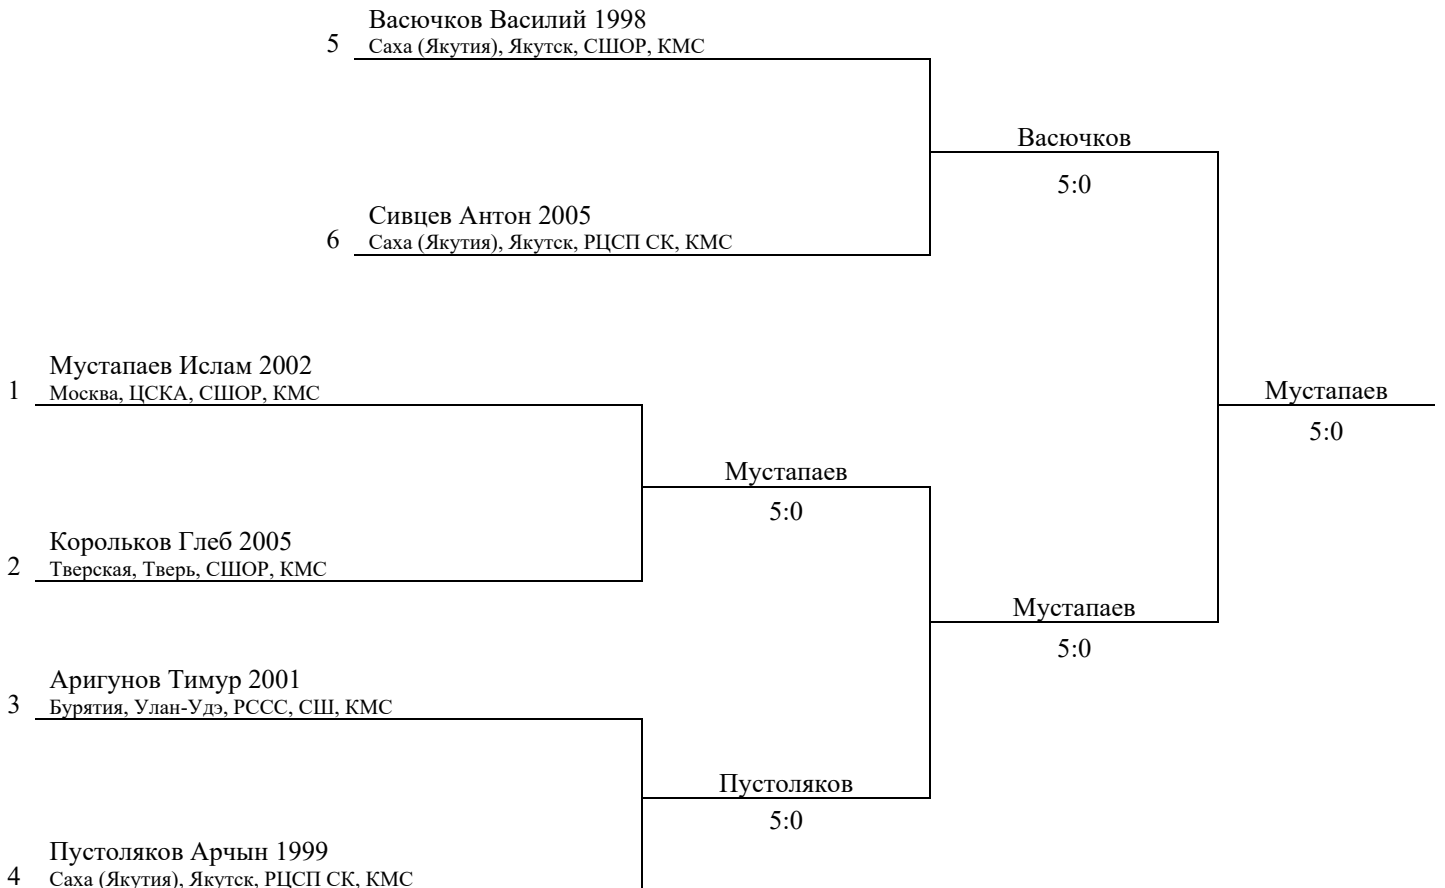 Васючков Василий 1998
5 Саха (Якутия), Якутск, СШОР, КМС
Васючков
5:0
Сивцев Антон 2005
6 Саха (Якутия), Якутск, РЦСП СК, КМС
Мустапаев Ислам 2002
1 Москва, ЦСКА, СШОР, КМС
Мустапаев
5:0
Мустапаев
5:0
Корольков Глеб 2005
2 Тверская, Тверь, СШОР, КМС
Мустапаев
5:0
Аригунов Тимур 2001
3 Бурятия, Улан-Удэ, РССС, СШ, КМС
Пустоляков
5:0
Пустоляков Арчын 1999
4 Саха (Якутия), Якутск, РЦСП СК, КМС